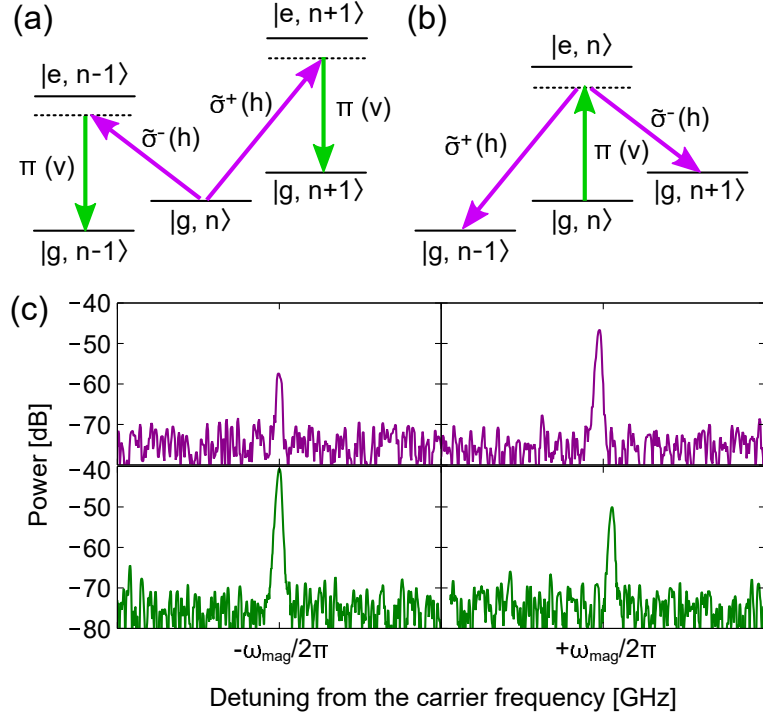 (a)
|e, n+1⟩
|e, n-1⟩
σ̃⁻(h)
σ̃⁺(h)
π (v)
π (v)
|g, n⟩
|g, n+1⟩
|g, n-1⟩
(b)
|e, n⟩
σ̃⁺(h)
σ̃⁻(h)
π (v)
|g, n+1⟩
|g, n⟩
|g, n-1⟩
(c)
Power [dB]
−40
−50
−60
−70
−40
−50
−60
−70
−80
-ω_mag/2π
+ω_mag/2π
Detuning from the carrier frequency [GHz]